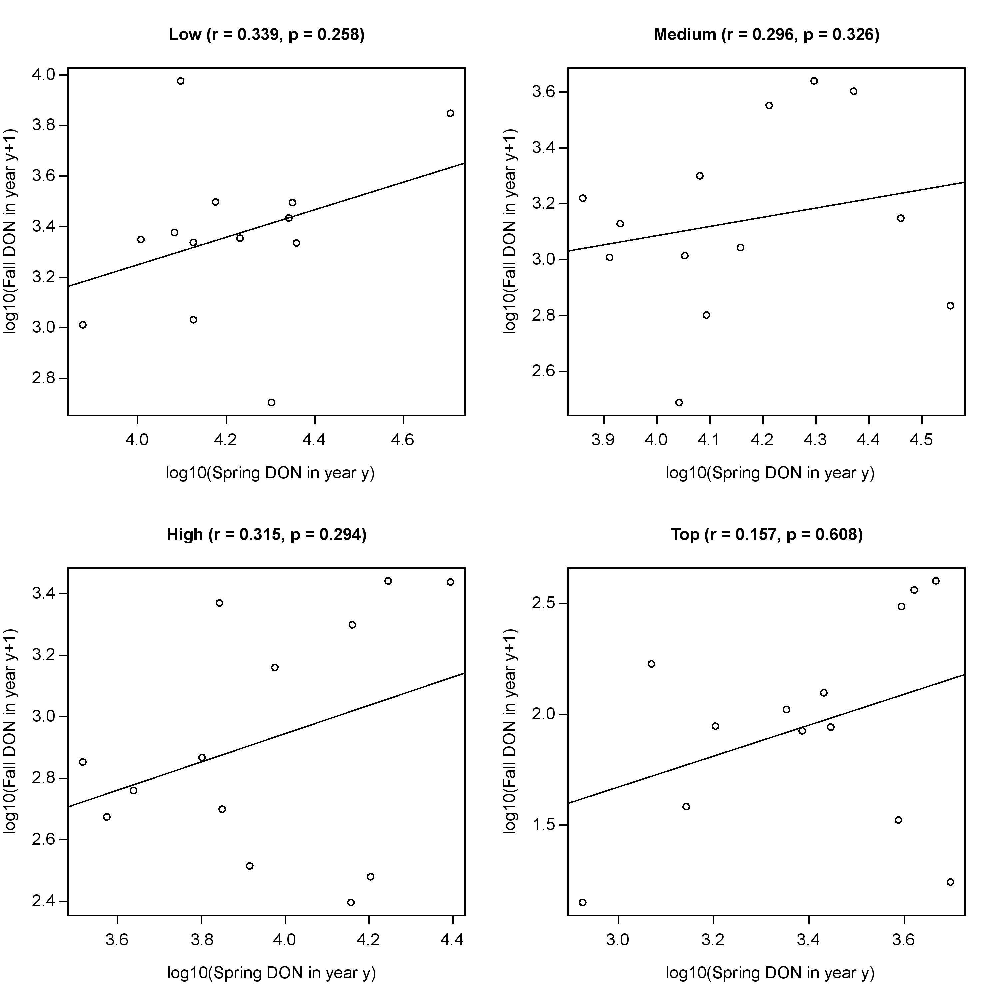 Low (r = 0.339, p = 0.258)
log10(Fall DON in year y+1)
4.0
3.8
3.6
3.4
3.2
3.0
2.8
4.0 4.2 4.4 4.6
log10(Spring DON in year y)
Medium (r = 0.296, p = 0.326)
log10(Fall DON in year y+1)
3.6
3.4
3.2
3.0
2.8
2.6
3.9 4.0 4.1 4.2 4.3 4.4 4.5
log10(Spring DON in year y)
High (r = 0.315, p = 0.294)
log10(Fall DON in year y+1)
3.4
3.2
3.0
2.8
2.6
2.4
3.6 3.8 4.0 4.2 4.4
log10(Spring DON in year y)
Top (r = 0.157, p = 0.608)
log10(Fall DON in year y+1)
2.5
2.0
1.5
3.0 3.2 3.4 3.6
log10(Spring DON in year y)